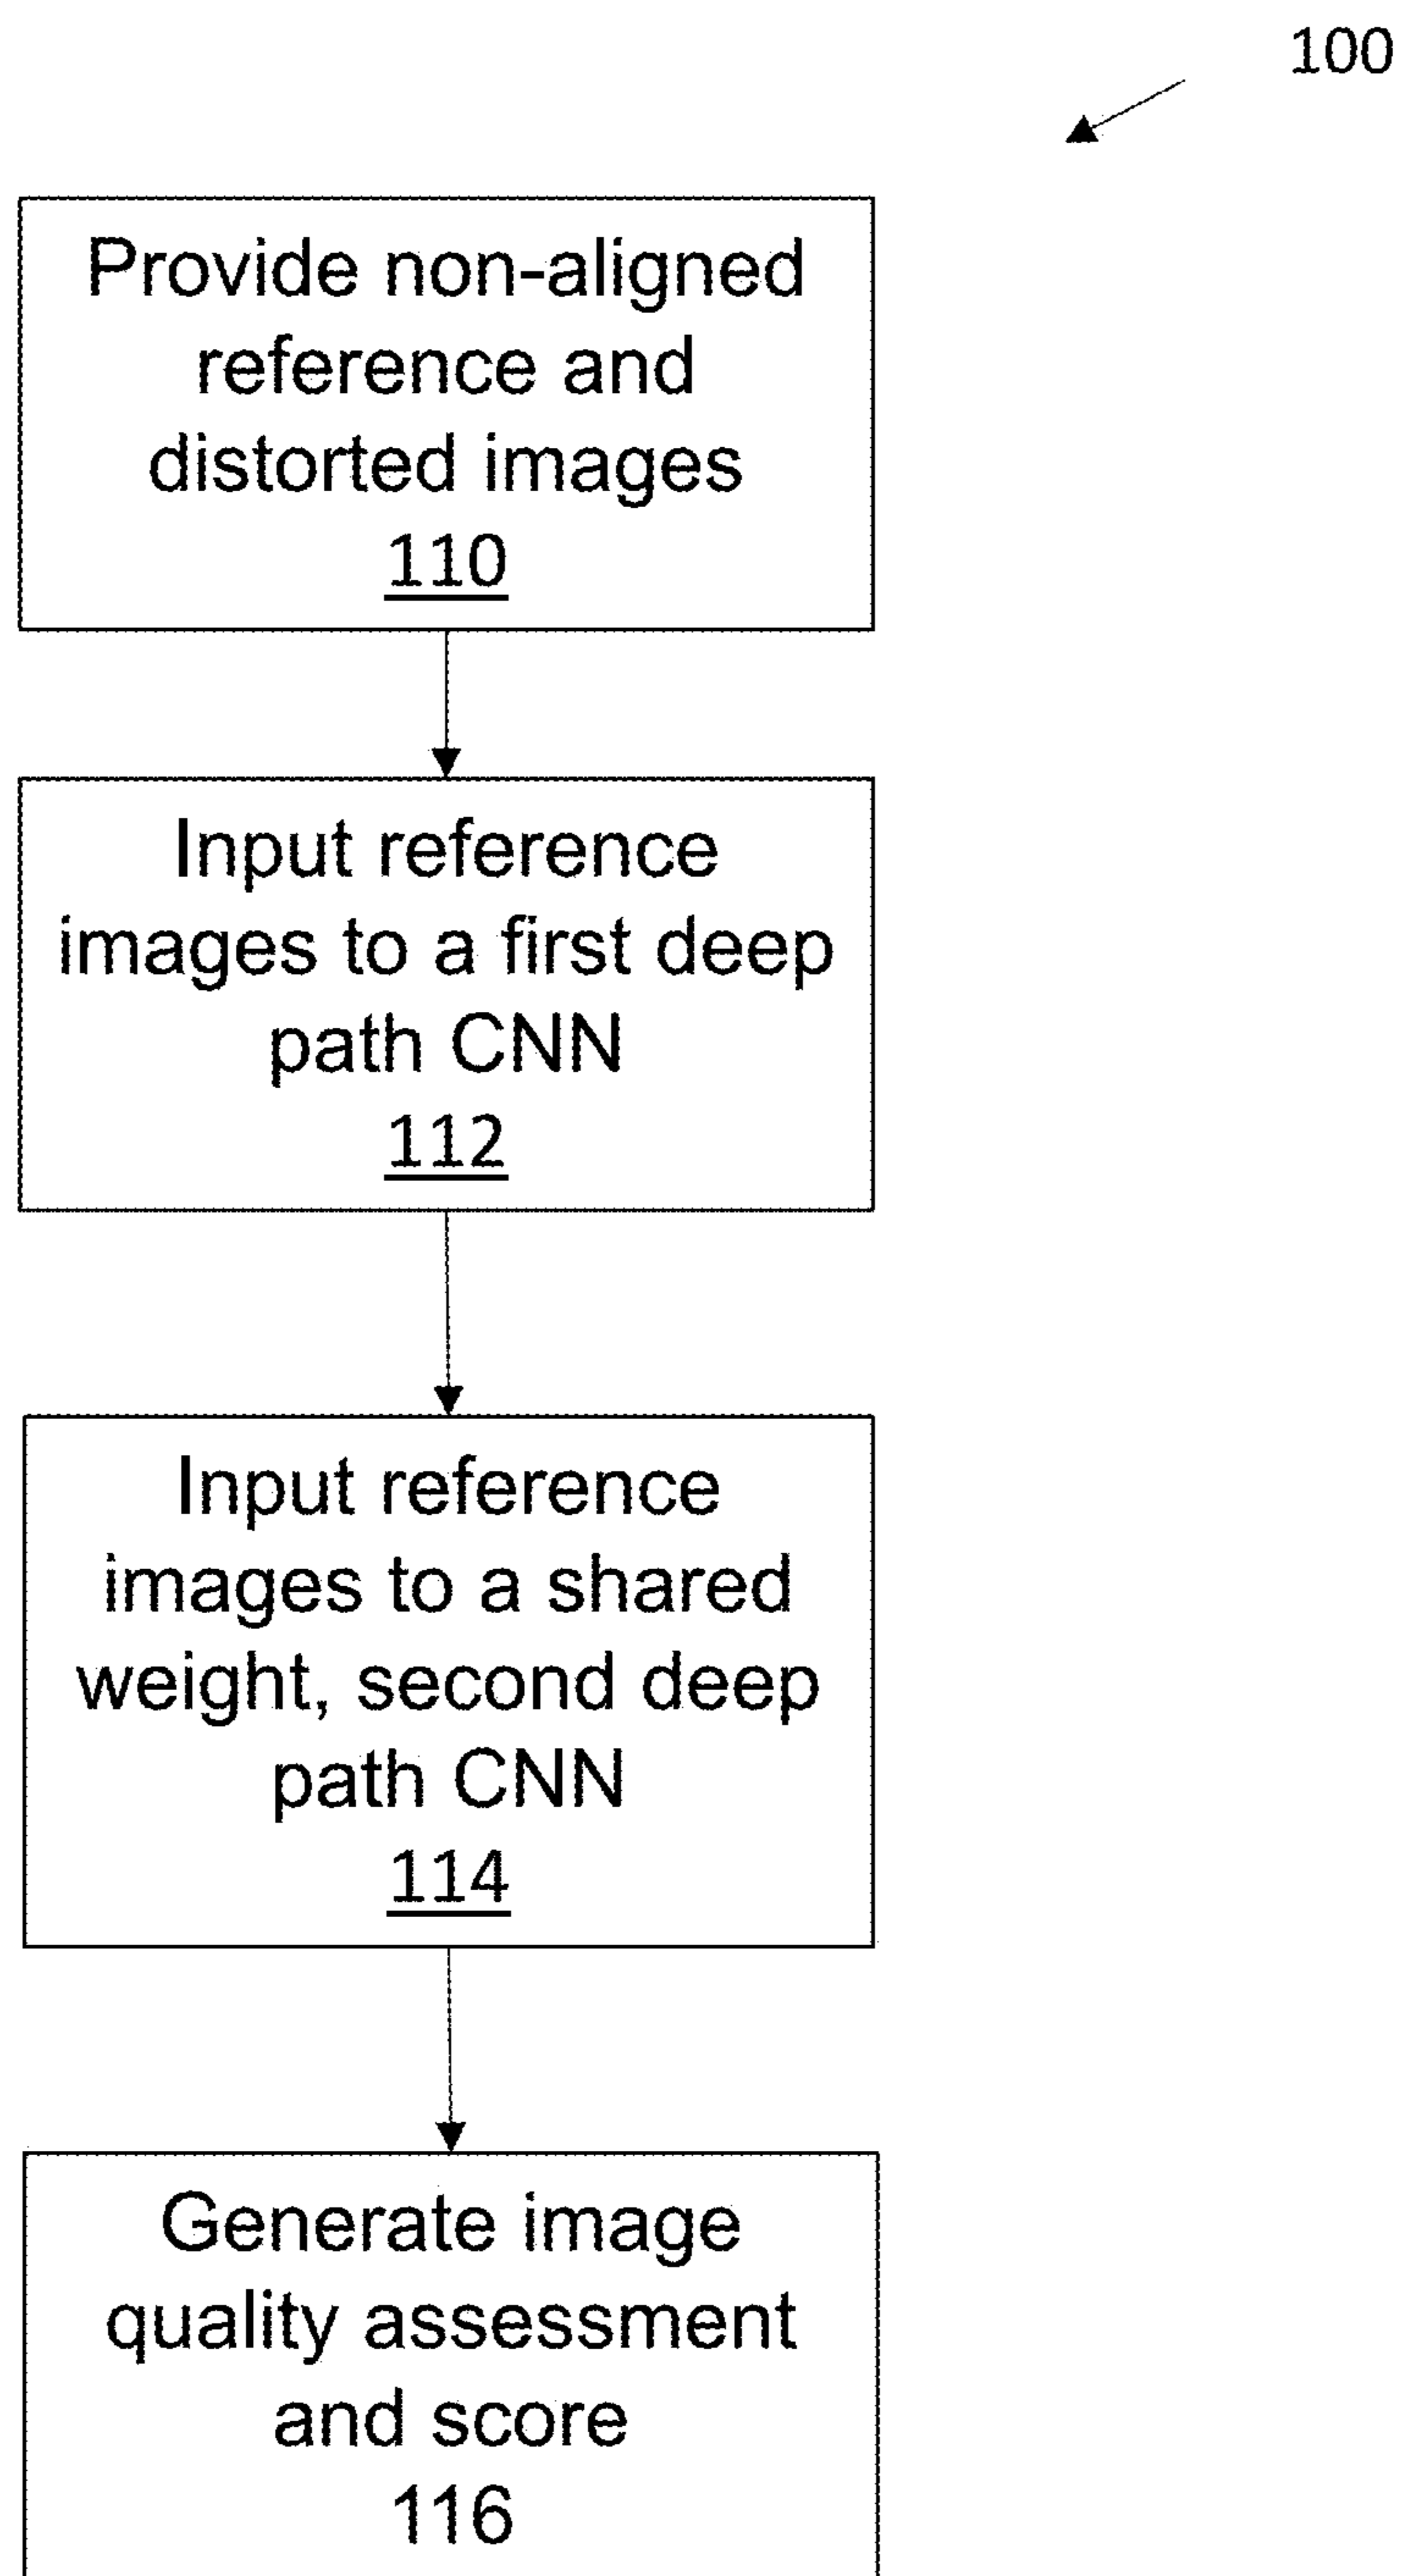 100
Provide non-aligned
reference and
distorted images
110
Input reference
images to a first deep
path CNN
112
Input reference
images to a shared
weight, second deep
path CNN
114
Generate image
quality assessment
and score
116